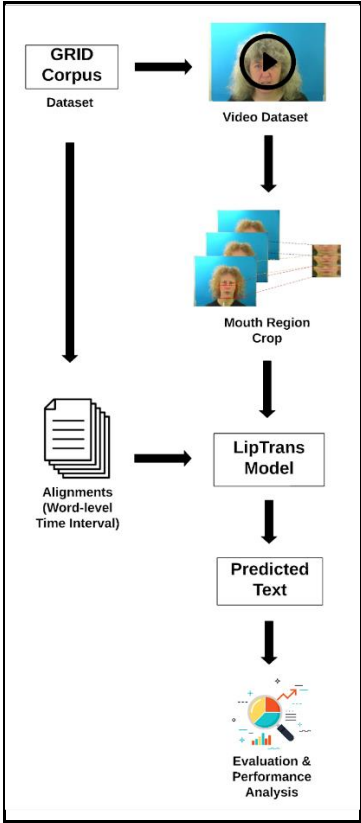 GRID
Corpus
Dataset
Video Dataset
Mouth Region
Crop
LipTrans
Model
Alignments
(Word-level
Time Interval)
Predicted
Text
Evaluation &
Performance
Analysis